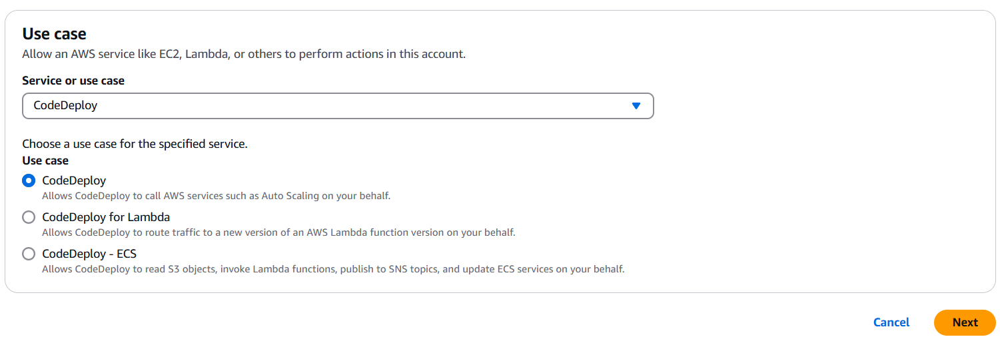 Use case
Allow an AWS service like EC2, Lambda, or others to perform actions in this account.
Service or use case
CodeDeploy
Choose a use case for the specified service.
Use case
CodeDeploy
Allows CodeDeploy to call AWS services such as Auto Scaling on your behalf.
CodeDeploy for Lambda
Allows CodeDeploy to route traffic to a new version of an AWS Lambda function version on your behalf.
CodeDeploy - ECS
Allows CodeDeploy to read S3 objects, invoke Lambda functions, publish to SNS topics, and update ECS services on your behalf.
Cancel Next